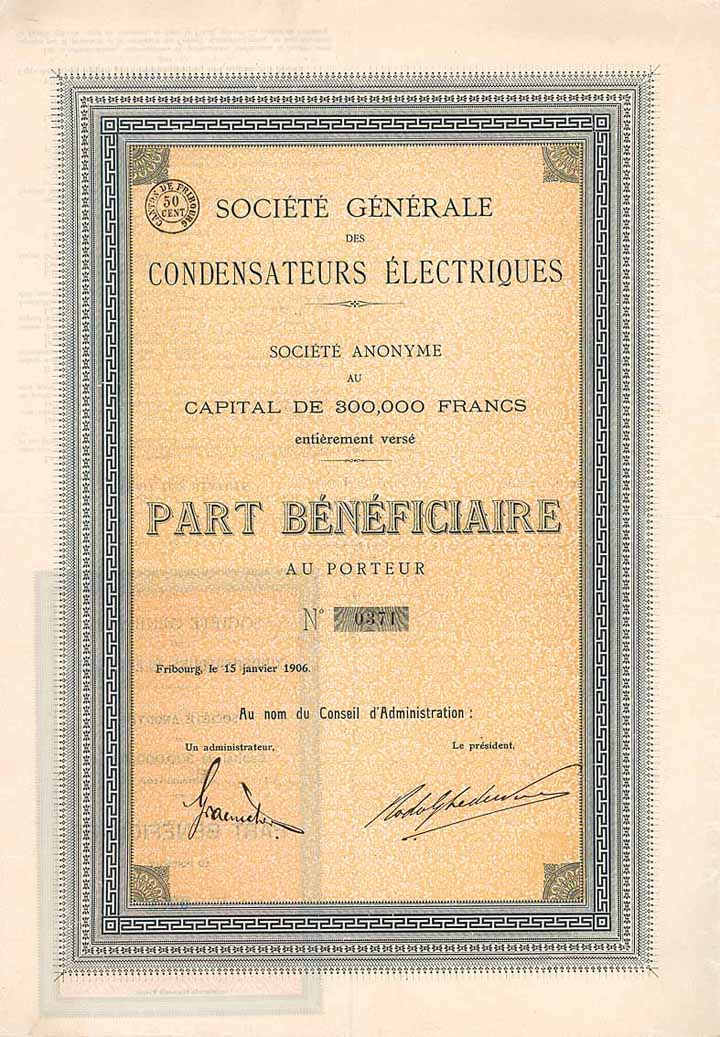 CANTON DE FRIBOURG
50
CENT.
SOCIÉTÉ GÉNÉRALE
DES
CONDENSATEURS ÉLECTRIQUES
SOCIÉTÉ ANONYME
AU
CAPITAL DE 300,000 FRANCS
entièrement versé
PART BÉNÉFICIAIRE
AU PORTEUR
N° 0371
Fribourg, le 15 janvier 1906.
Au nom du Conseil d'Administration :
Un administrateur, Le président,